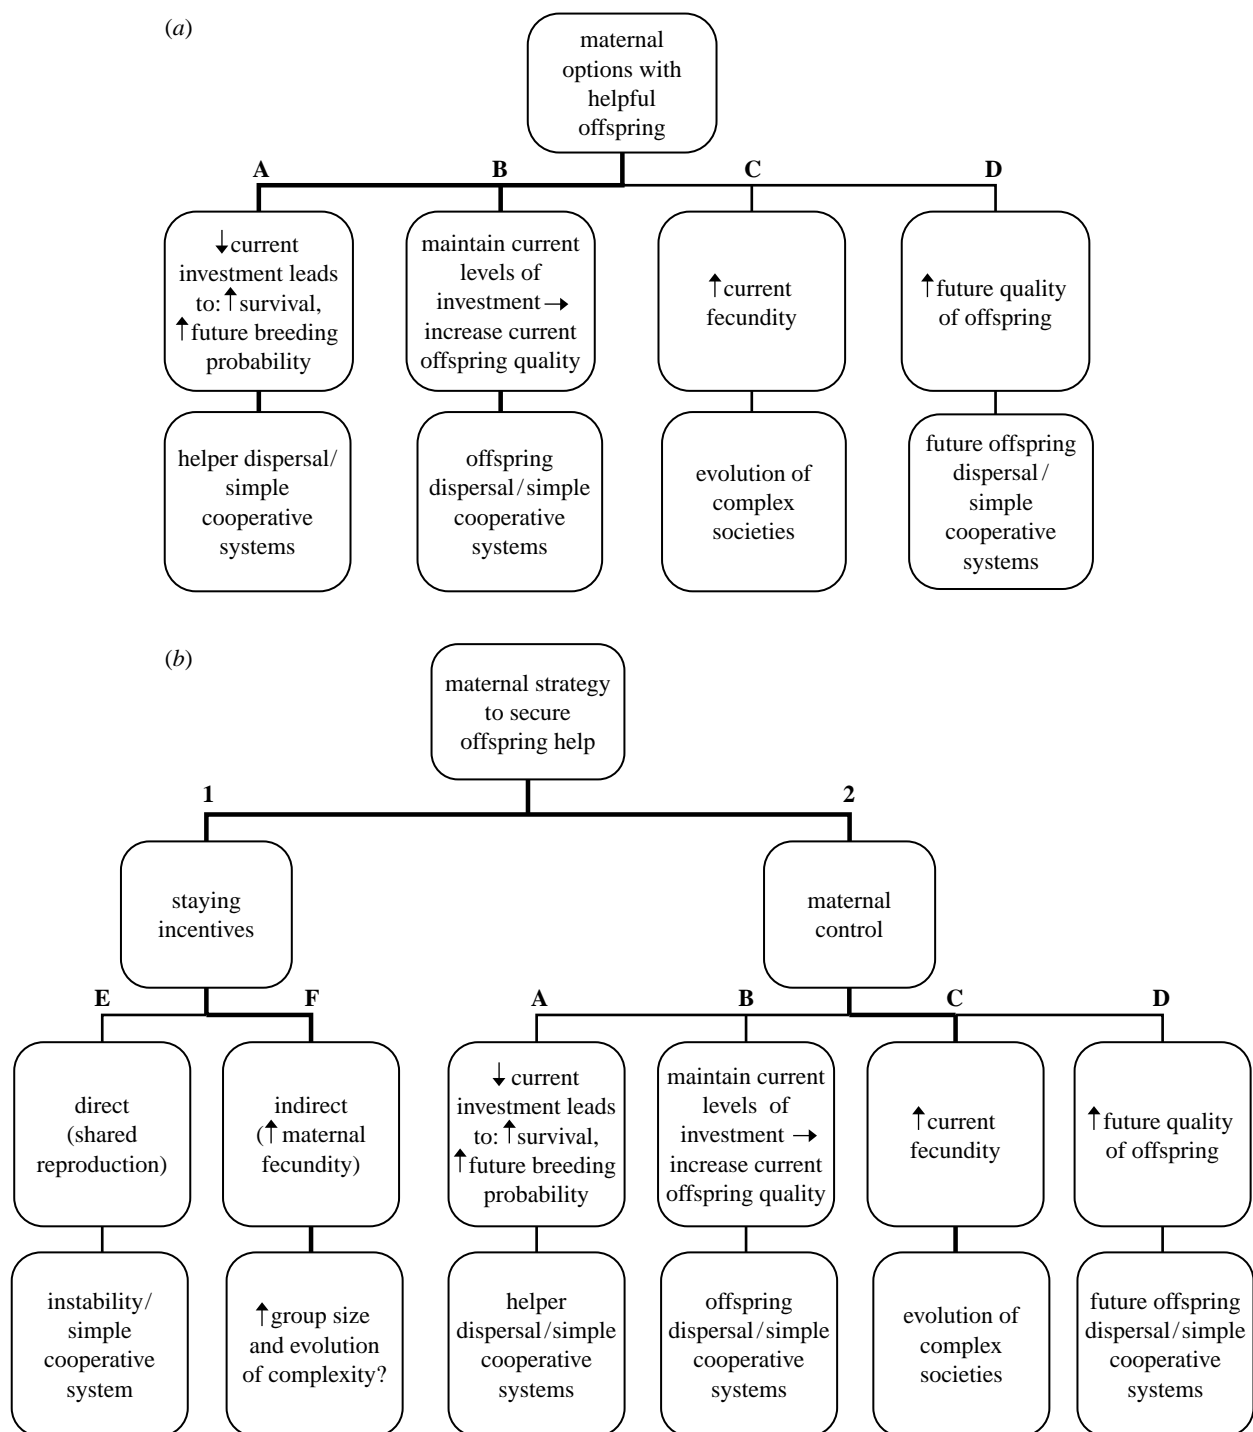 (a)
maternal
options with
helpful
offspring
A
B
C
D
↓current
investment leads
to: ↑survival,
↑future breeding
probability
maintain current
levels of
investment →
increase current
offspring quality
↑current
fecundity
↑future quality
of offspring
helper dispersal/
simple
cooperative
systems
offspring
dispersal/simple
cooperative
systems
evolution of
complex
societies
future offspring
dispersal/
simple
cooperative
systems
(b)
maternal strategy
to secure
offspring help
1
2
staying
incentives
maternal
control
E
F
A
B
C
D
direct
(shared
reproduction)
indirect
(↑maternal
fecundity)
↓ current
investment leads
to: ↑survival,
↑future breeding
probability
maintain current
levels of
investment →
increase current
offspring quality
↑current
fecundity
↑future quality
of offspring
instability/
simple
cooperative
system
↑group size
and evolution
of complexity?
helper
dispersal/simple
cooperative
systems
offspring
dispersal/simple
cooperative
systems
evolution of
complex
societies
future offspring
dispersal/simple
cooperative
systems